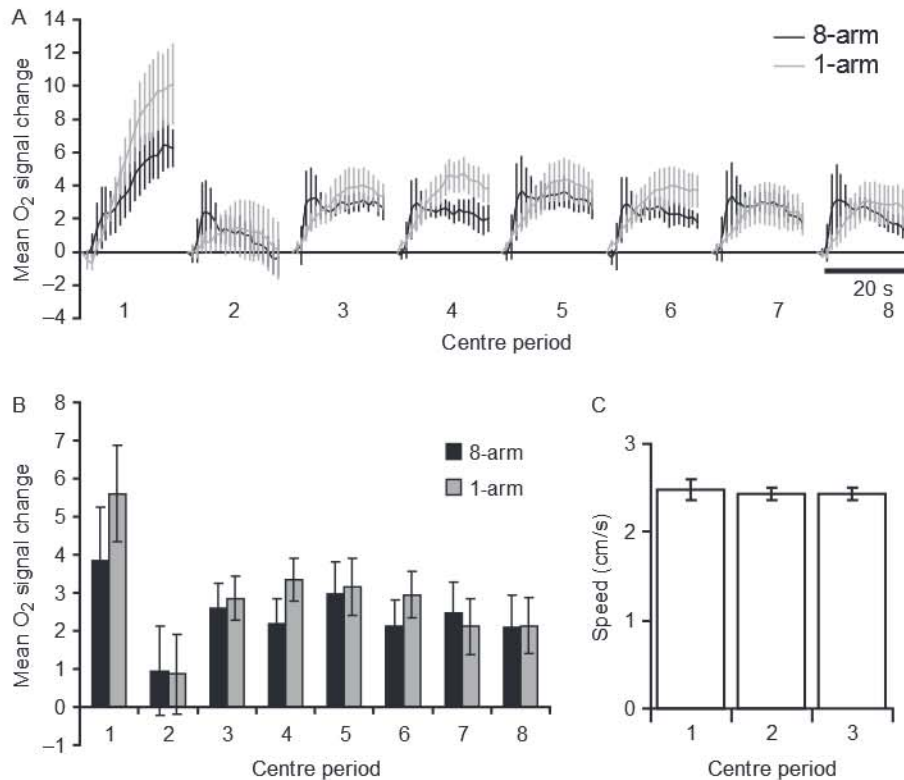 A
14
12
10
8
6
4
2
0
−2
−4
Mean O2 signal change
8-arm
1-arm
20 s
1 2 3 4 5 6 7 8
Centre period
B
8
7
6
5
4
3
2
1
0
−1
Mean O2 signal change
8-arm
1-arm
1 2 3 4 5 6 7 8
Centre period
C
3
2
1
0
Speed (cm/s)
1 2 3
Centre period